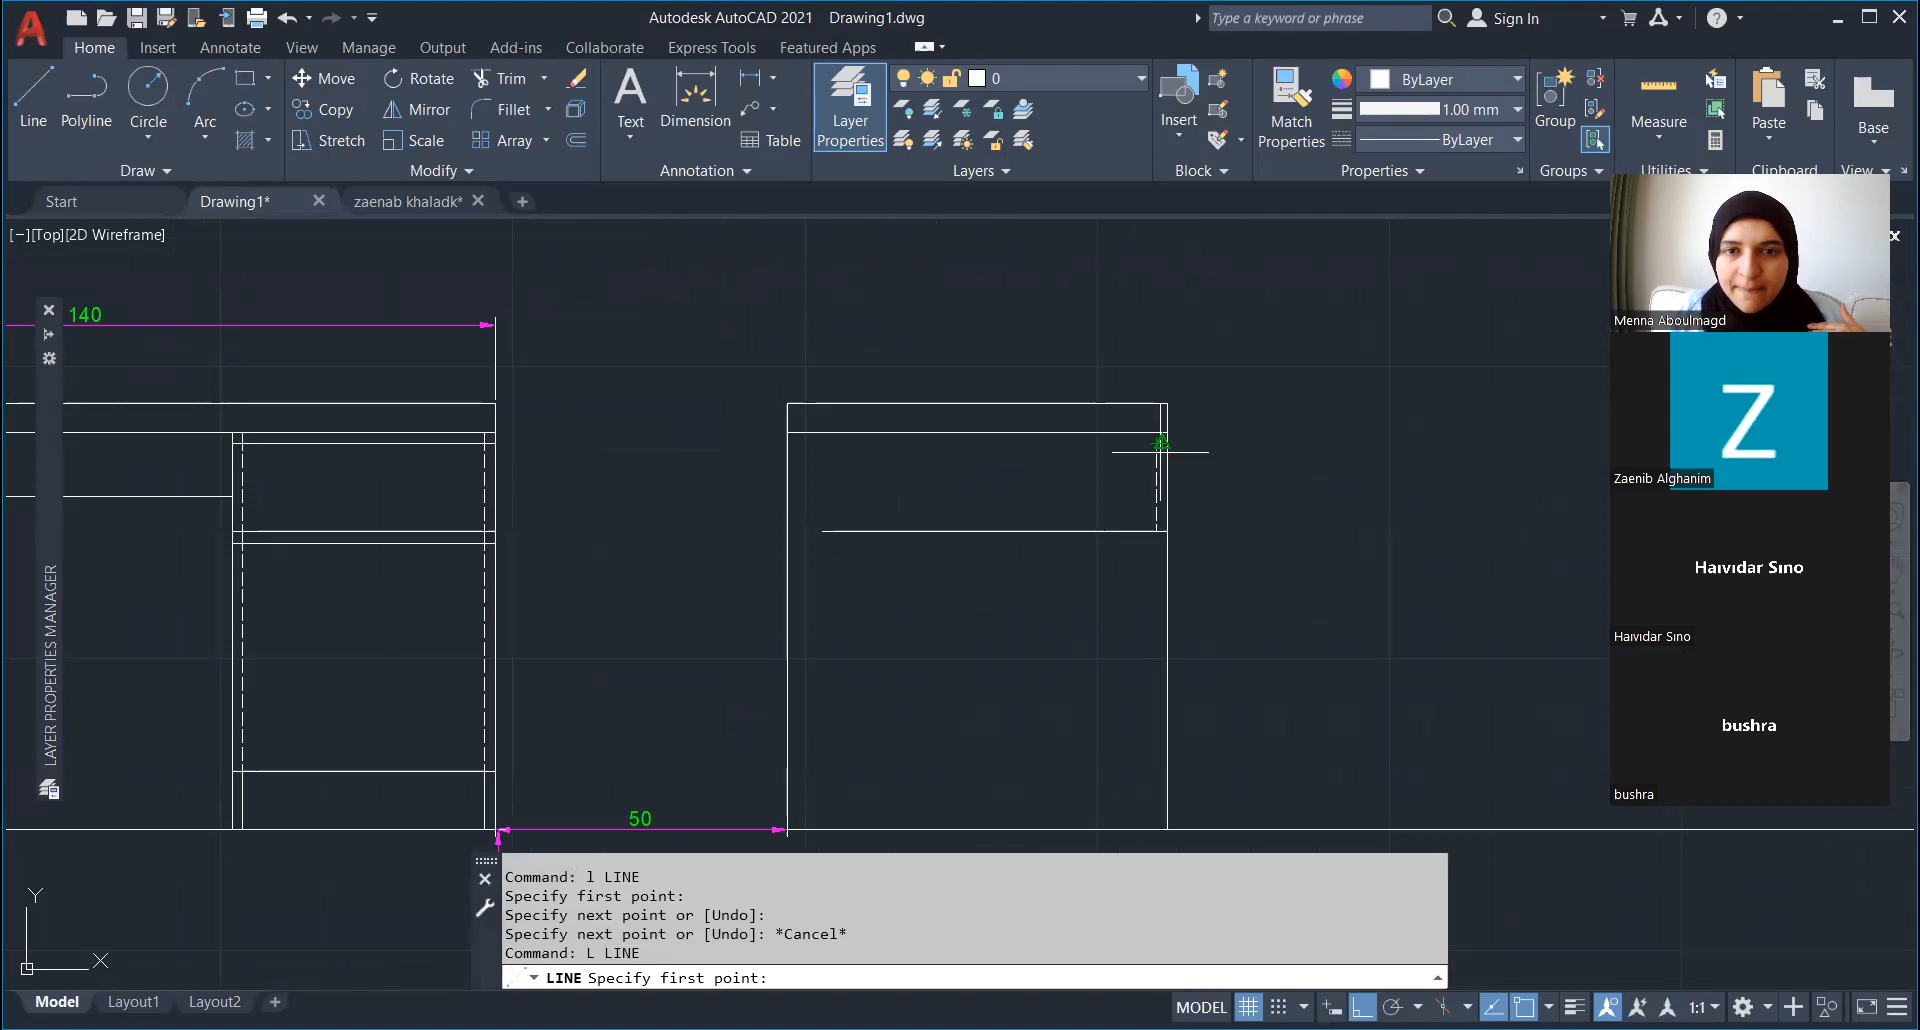 Autodesk AutoCAD 2021 Drawing1.dwg
Type a keyword or phrase
Sign In
Home Insert Annotate View Manage Output Add-ins Collaborate Express Tools Featured Apps
Line Polyline Circle Arc
Move Rotate Trim
Copy Mirror Fillet
Stretch Scale Array
Text Dimension Table
Layer Properties
0
Insert
Match Properties
ByLayer
1.00 mm
ByLayer
Group
Measure
Paste
Base
Draw Modify Annotation Layers Block Properties Groups Utilities Clipboard View
Start Drawing1* zaenab khaladk*
[−][Top][2D Wireframe]
140
50
LAYER PROPERTIES MANAGER
Y
X
Menna Aboulmagd
Z
Zaenib Alghanim
Haıvıdar Sıno
Haıvıdar Sıno
bushra
bushra
Command: l LINE
Specify first point:
Specify next point or [Undo]:
Specify next point or [Undo]: *Cancel*
Command: L LINE
LINE Specify first point:
Model Layout1 Layout2
MODEL
1:1